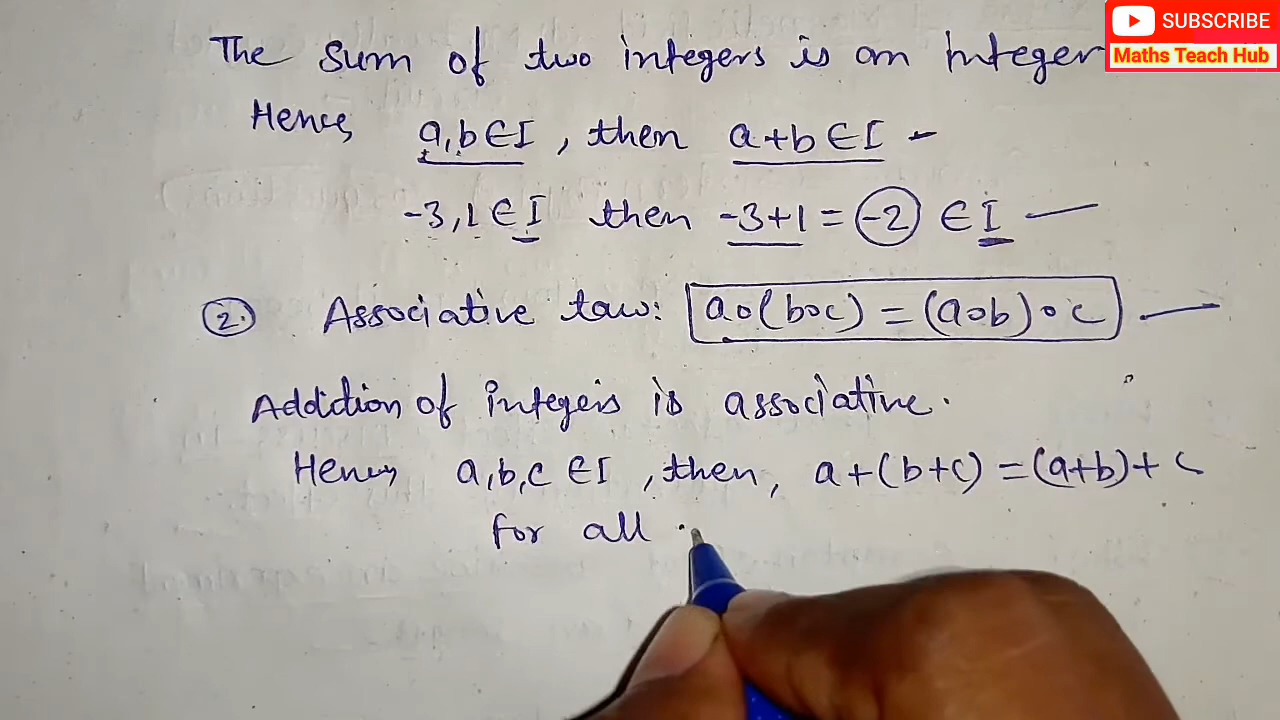 SUBSCRIBE
Maths Teach Hub
The Sum of two integers is an Integer
Hence, a,b∈I, then a+b∈I -
-3,1∈I then -3+1=-2∈I —
2. Associative Law: a∘(b∘c)=(a∘b)∘c —
Addition of integers is associative.
Hence, a,b,c∈I, then, a+(b+c)=(a+b)+c
for all